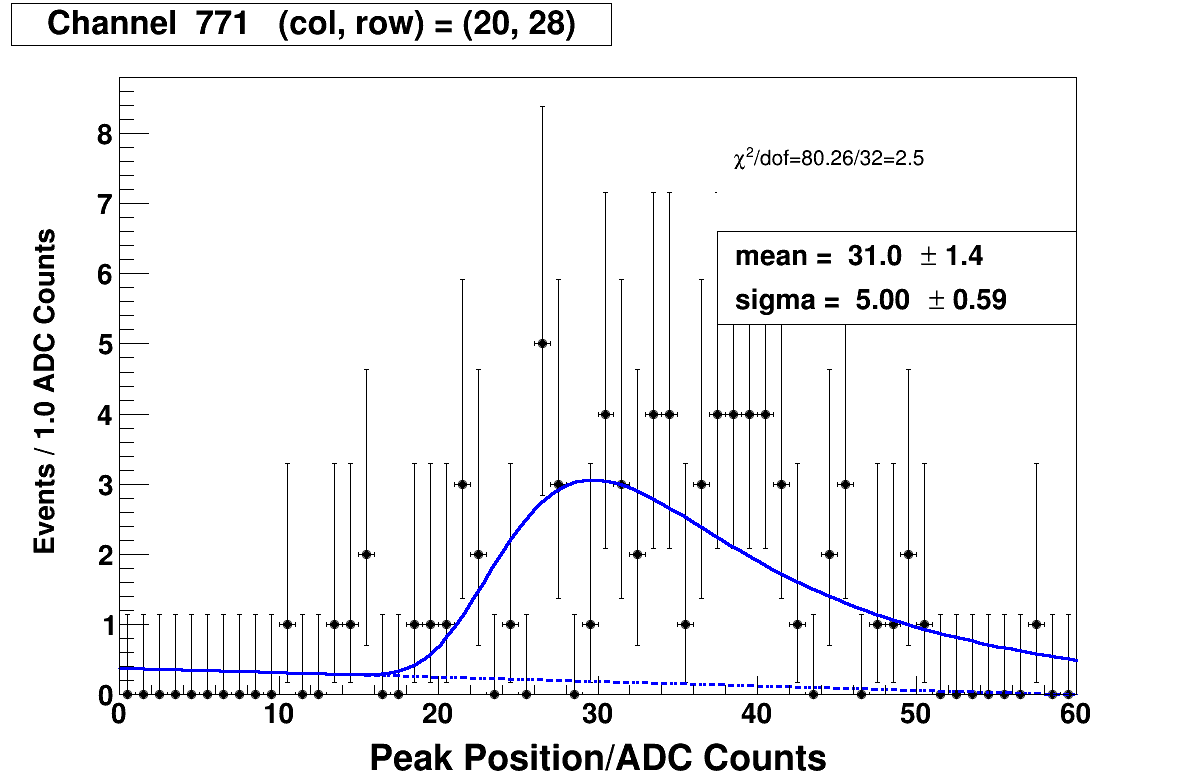 Channel 771 (col, row) = (20, 28)
χ²/dof=80.26/32=2.5
mean = 31.0 ± 1.4
sigma = 5.00 ± 0.59
Events / 1.0 ADC Counts
8
7
6
5
4
3
2
1
0
0 10 20 30 40 50 60
Peak Position/ADC Counts